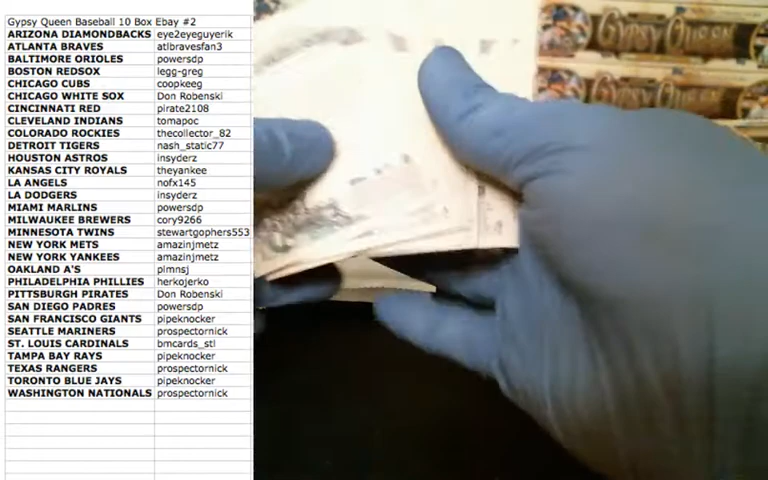 Gypsy Queen Baseball 10 Box Ebay #2
ARIZONA DIAMONDBACKS eye2eyeguyerik
ATLANTA BRAVES atlbravesfan3
BALTIMORE ORIOLES powersdp
BOSTON REDSOX legg-greg
CHICAGO CUBS coopkeeg
CHICAGO WHITE SOX Don Robenski
CINCINNATI RED pirate2108
CLEVELAND INDIANS tomapoc
COLORADO ROCKIES thecollector_82
DETROIT TIGERS nash_static77
HOUSTON ASTROS insyderz
KANSAS CITY ROYALS theyankee
LA ANGELS nofx145
LA DODGERS insyderz
MIAMI MARLINS powersdp
MILWAUKEE BREWERS cory9266
MINNESOTA TWINS stewartgophers553
NEW YORK METS amazinjmetz
NEW YORK YANKEES amazinjmetz
OAKLAND A'S plmnsj
PHILADELPHIA PHILLIES herkojerko
PITTSBURGH PIRATES Don Robenski
SAN DIEGO PADRES powersdp
SAN FRANCISCO GIANTS pipeknocker
SEATTLE MARINERS prospectornick
ST. LOUIS CARDINALS bmcards_stl
TAMPA BAY RAYS pipeknocker
TEXAS RANGERS prospectornick
TORONTO BLUE JAYS pipeknocker
WASHINGTON NATIONALS prospectornick
GYPSY QUEEN
GYPSY QUEEN